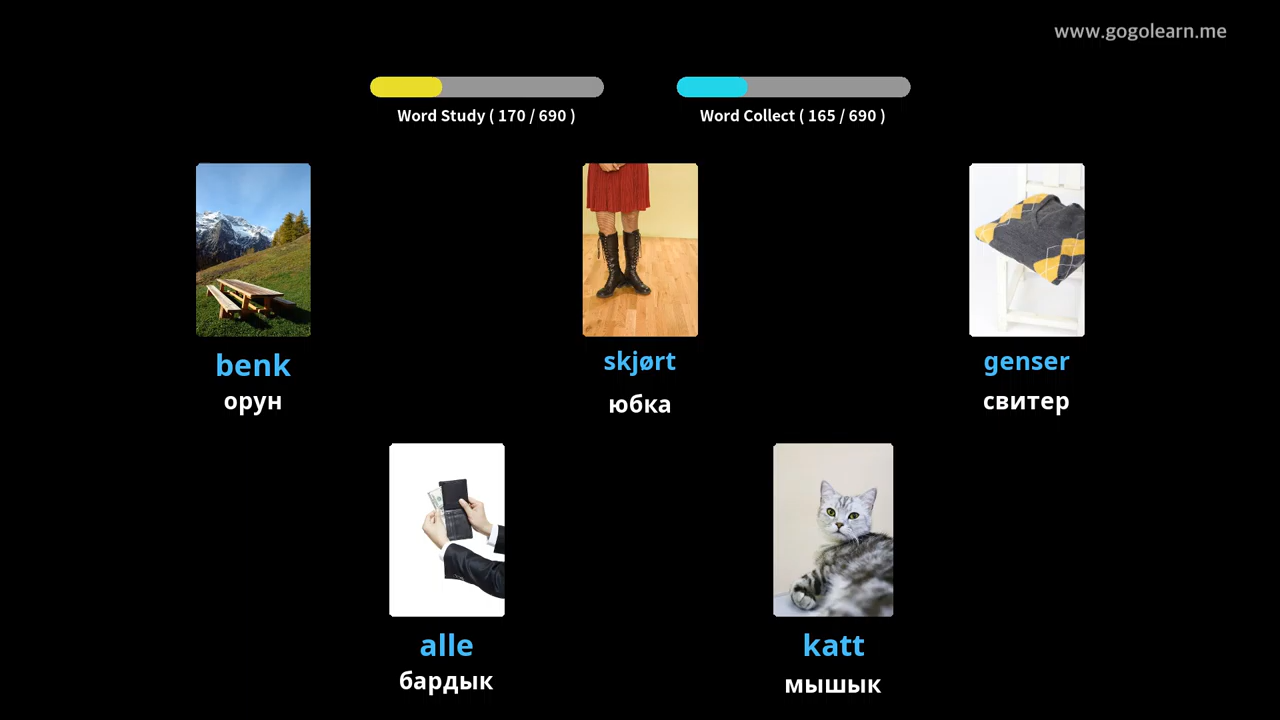 www.gogolearn.me
Word Study ( 170 / 690 )
Word Collect ( 165 / 690 )
benk
орун
skjørt
юбка
genser
свитер
alle
бардык
katt
мышык